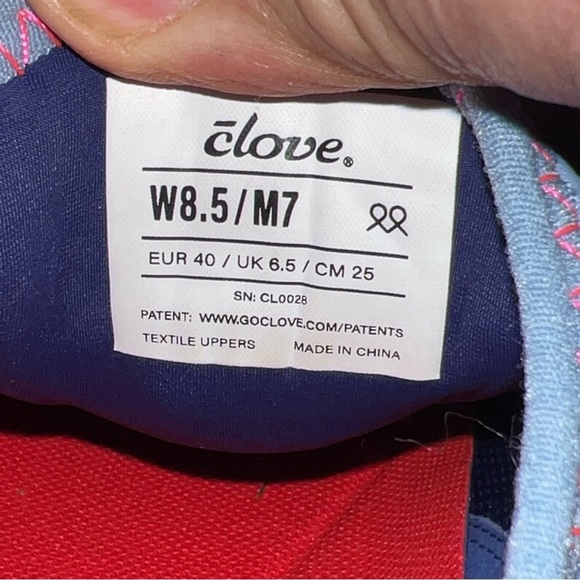 c̄love®
W8.5/M7
EUR 40 / UK 6.5 / CM 25
SN: CL0028
PATENT: WWW.GOCLOVE.COM/PATENTS
TEXTILE UPPERS MADE IN CHINA